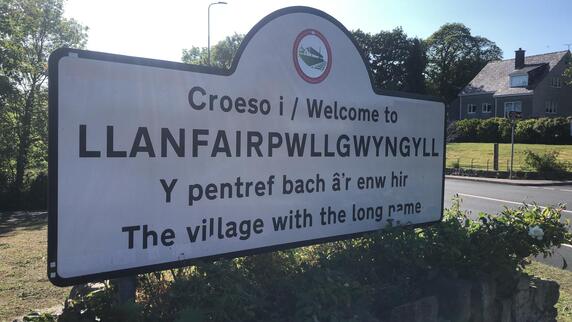 Croeso i / Welcome to
LLANFAIRPWLLGWYNGYLL
Y pentref bach â'r enw hir
The village with the long name